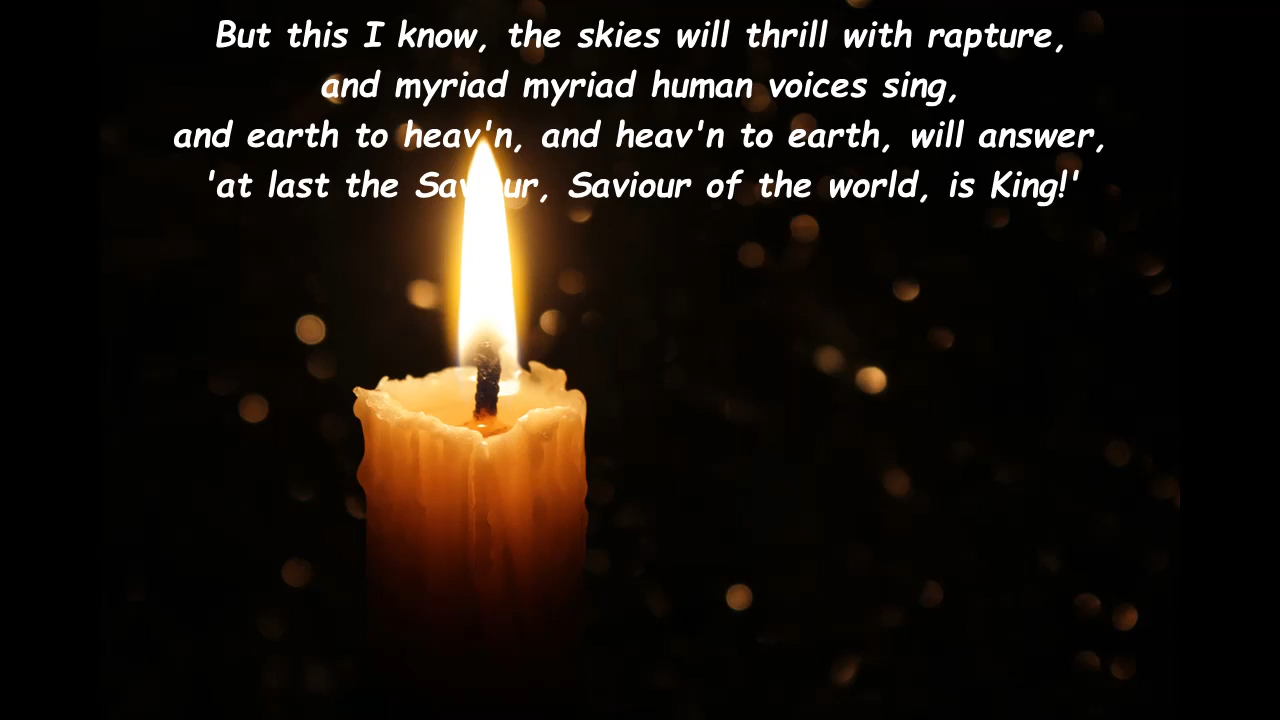 But this I know, the skies will thrill with rapture,
and myriad myriad human voices sing,
and earth to heav'n, and heav'n to earth, will answer,
'at last the Saviour, Saviour of the world, is King!'